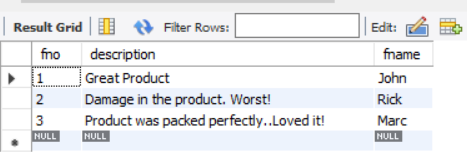 Result Grid Filter Rows: Edit:
fno description fname
1 Great Product John
2 Damage in the product. Worst! Rick
3 Product was packed perfectly..Loved it! Marc
NULL NULL NULL